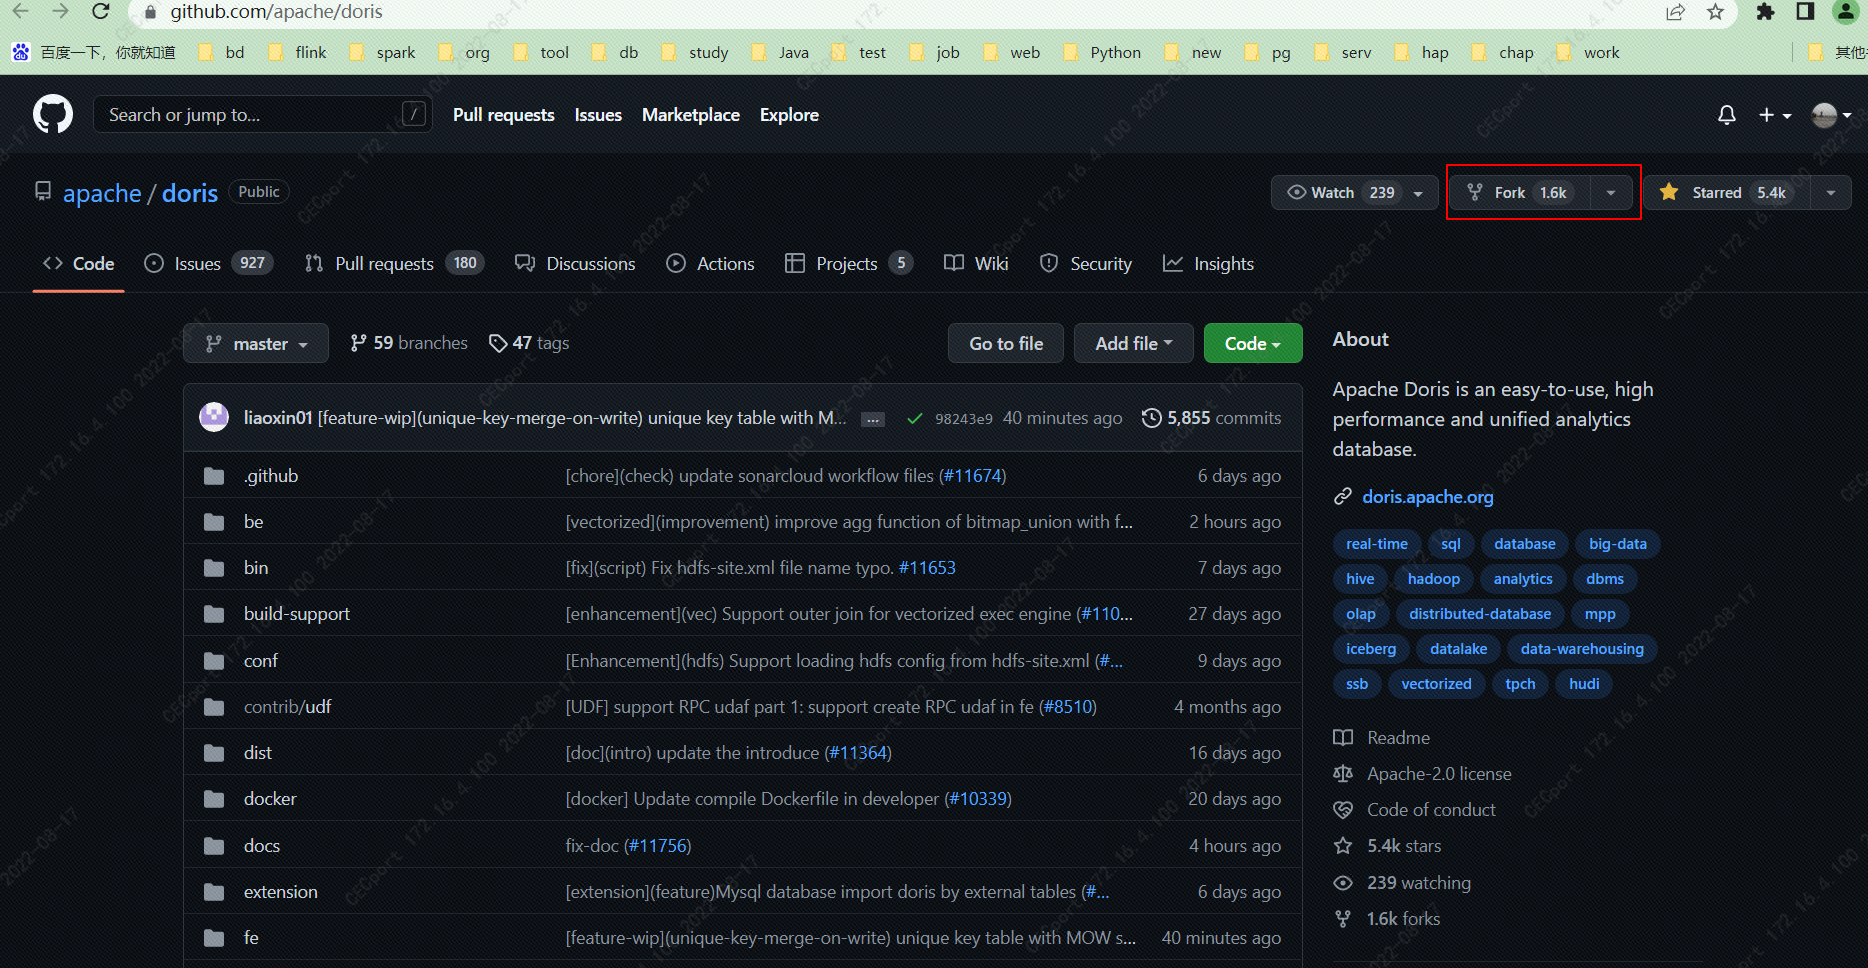 github.com/apache/doris
百度一下，你就知道 bd flink spark org tool db study Java test job web Python new pg serv hap chap work
Search or jump to... / Pull requests Issues Marketplace Explore
apache / doris Public Watch 239 Fork 1.6k Starred 5.4k
Code Issues 927 Pull requests 180 Discussions Actions Projects 5 Wiki Security Insights
master 59 branches 47 tags Go to file Add file Code
liaoxin01 [feature-wip](unique-key-merge-on-write) unique key table with M... ... 98243e9 40 minutes ago 5,855 commits
.github [chore](check) update sonarcloud workflow files (#11674) 6 days ago
be [vectorized](improvement) improve agg function of bitmap_union with f... 2 hours ago
bin [fix](script) Fix hdfs-site.xml file name typo. #11653 7 days ago
build-support [enhancement](vec) Support outer join for vectorized exec engine (#110... 27 days ago
conf [Enhancement](hdfs) Support loading hdfs config from hdfs-site.xml (#... 9 days ago
contrib/udf [UDF] support RPC udaf part 1: support create RPC udaf in fe (#8510) 4 months ago
dist [doc](intro) update the introduce (#11364) 16 days ago
docker [docker] Update compile Dockerfile in developer (#10339) 20 days ago
docs fix-doc (#11756) 4 hours ago
extension [extension](feature)Mysql database import doris by external tables (#... 6 days ago
fe [feature-wip](unique-key-merge-on-write) unique key table with MOW s... 40 minutes ago
About
Apache Doris is an easy-to-use, high
performance and unified analytics
database.
doris.apache.org
real-time sql database big-data
hive hadoop analytics dbms
olap distributed-database mpp
iceberg datalake data-warehousing
ssb vectorized tpch hudi
Readme
Apache-2.0 license
Code of conduct
5.4k stars
239 watching
1.6k forks
CECport 172.16.4.100 2022-08-17